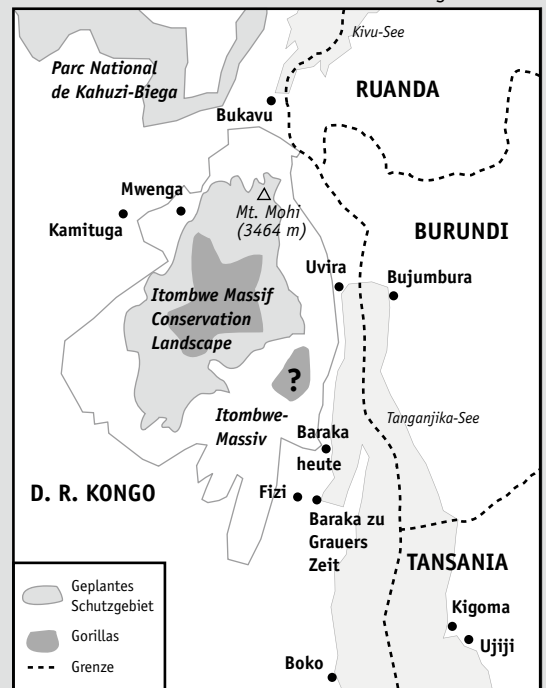 Kivu-See
Parc National
de Kahuzi-Biega
RUANDA
Bukavu
Mwenga
Kamituga
Mt. Mohi
(3464 m)
BURUNDI
Uvira
Bujumbura
Itombwe Massif
Conservation
Landscape
?
Itombwe-
Massiv
Tanganjika-See
Baraka
heute
D. R. KONGO
Fizi
Baraka zu
Grauers
Zeit
TANSANIA
Geplantes
Schutzgebiet
Gorillas
Grenze
Kigoma
Ujiji
Boko